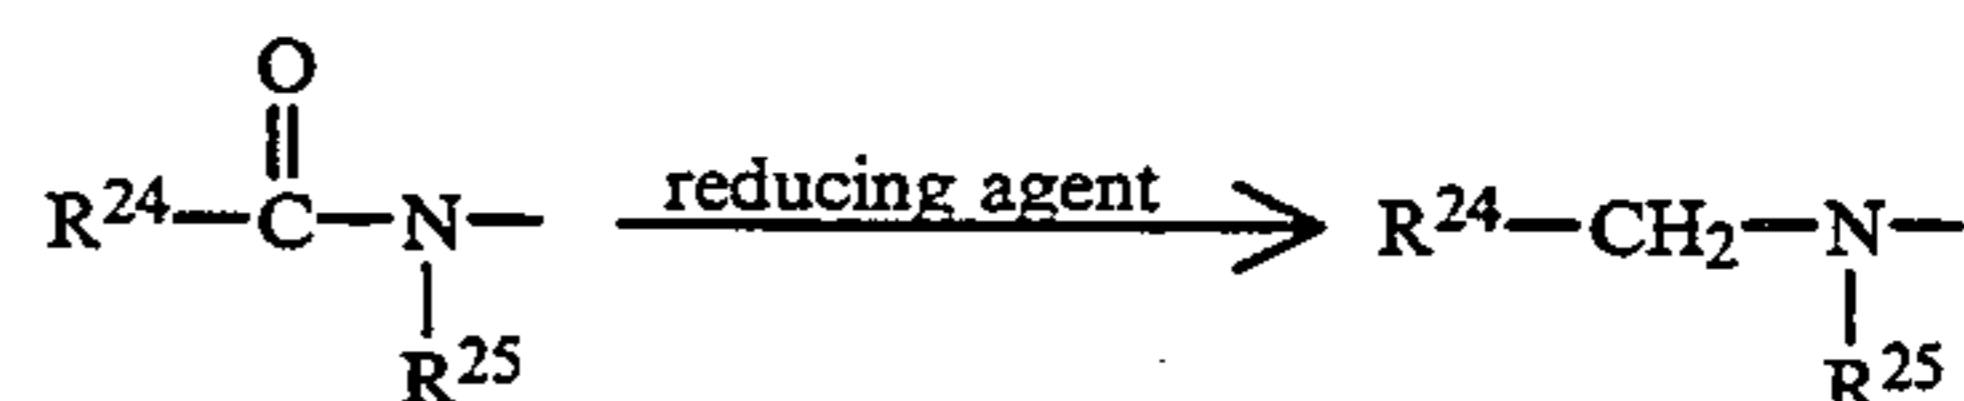 O
R24—C—N— reducing agent R24—CH2—N—
R25 R25